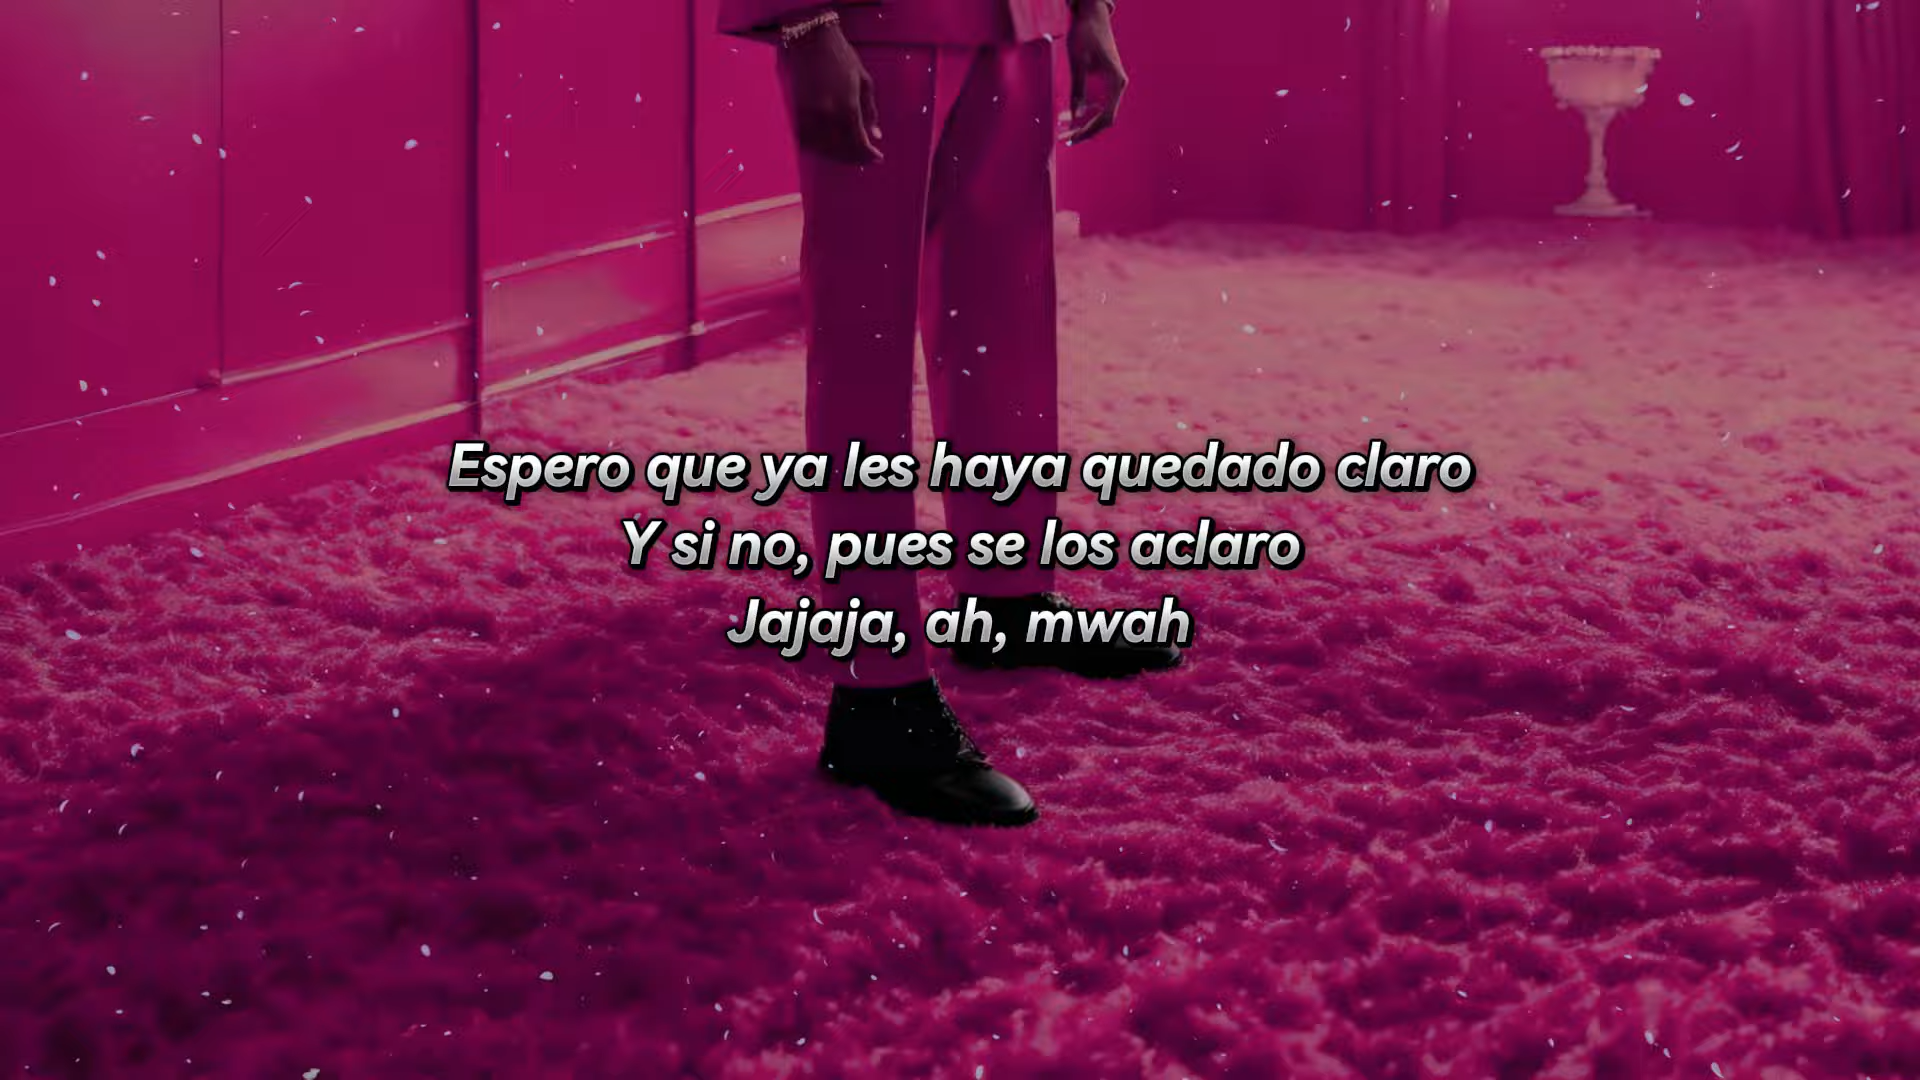 Espero que ya les haya quedado claro
Y si no, pues se los aclaro
Jajaja, ah, mwah